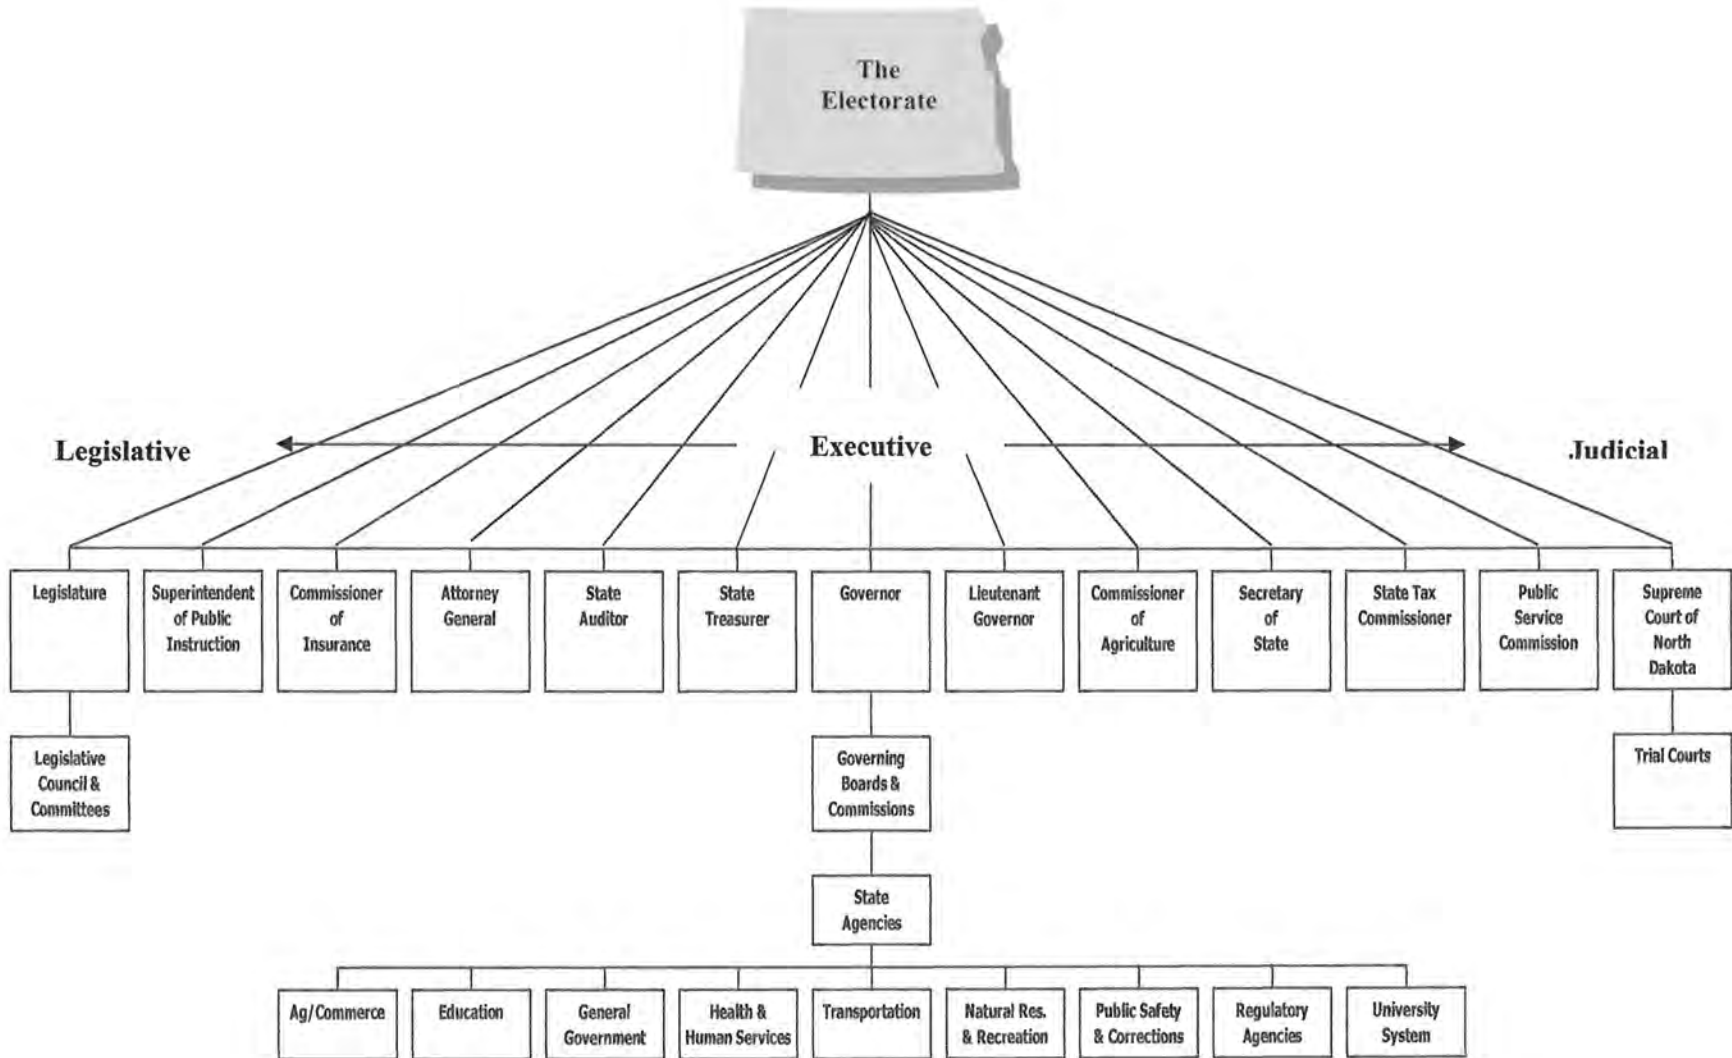 The
Electorate
Legislative
Executive
Judicial
Legislature
Superintendent
of Public
Instruction
Commissioner
of
Insurance
Attorney
General
State
Auditor
State
Treasurer
Governor
Lieutenant
Governor
Commissioner
of
Agriculture
Secretary
of
State
State Tax
Commissioner
Public
Service
Commission
Supreme
Court of
North
Dakota
Legislative
Council &
Committees
Governing
Boards &
Commissions
Trial Courts
State
Agencies
Ag/Commerce
Education
General
Government
Health &
Human Services
Transportation
Natural Res.
& Recreation
Public Safety
& Corrections
Regulatory
Agencies
University
System